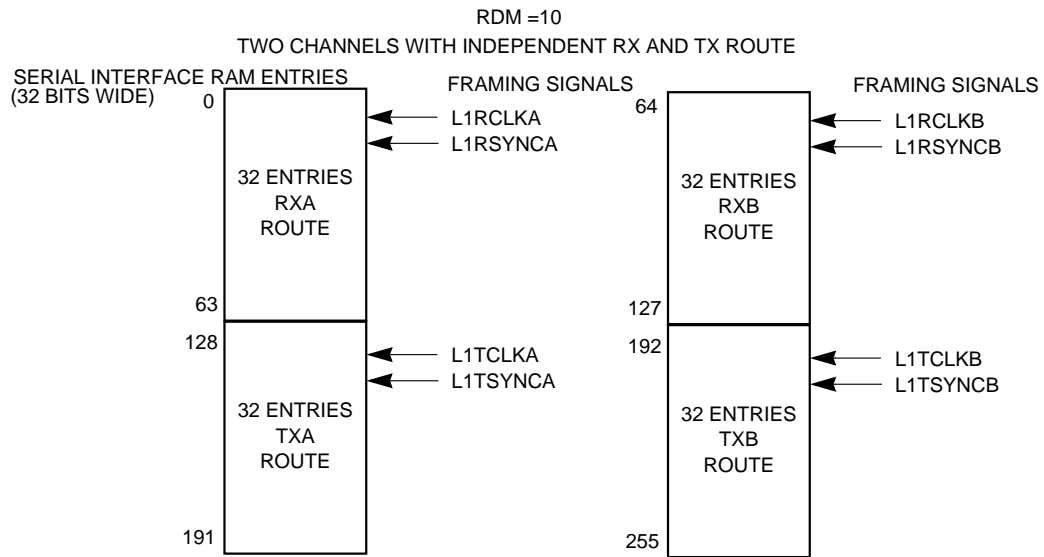 RDM =10
TWO CHANNELS WITH INDEPENDENT RX AND TX ROUTE
SERIAL INTERFACE RAM ENTRIES
(32 BITS WIDE)
0
FRAMING SIGNALS
L1RCLKA
L1RSYNCA
32 ENTRIES
RXA
ROUTE
63
128
L1TCLKA
L1TSYNCA
32 ENTRIES
TXA
ROUTE
191
64
FRAMING SIGNALS
L1RCLKB
L1RSYNCB
32 ENTRIES
RXB
ROUTE
127
192
L1TCLKB
L1TSYNCB
32 ENTRIES
TXB
ROUTE
255